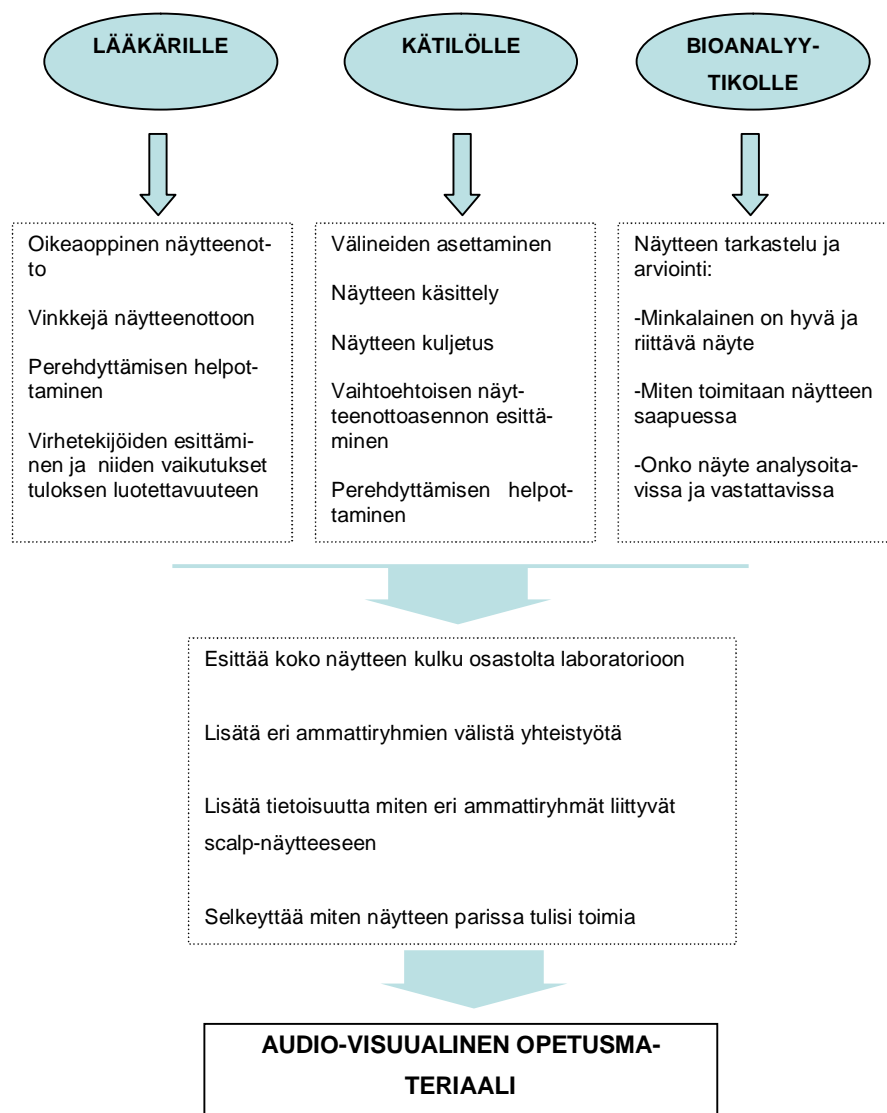 LÄÄKÄRILLE
KÄTILÖLLE
BIOANALYY-
TIKOLLE
Oikeaoppinen näytteenot-
to
Vinkkejä näytteenottoon
Perehdyttämisen helpot-
taminen
Virhetekijöiden esittämi-
nen ja niiden vaikutukset
tuloksen luotettavuuteen
Välineiden asettaminen
Näytteen käsittely
Näytteen kuljetus
Vaihtoehtoisen näyt-
teenottoasennon esittä-
minen
Perehdyttämisen helpot-
taminen
Näytteen tarkastelu ja
arviointi:
-Minkalainen on hyvä ja
riittävä näyte
-Miten toimitaan näytteen
saapuessa
-Onko näyte analysoita-
vissa ja vastattavissa
Esittää koko näytteen kulku osastolta laboratorioon
Lisätä eri ammattiryhmien välistä yhteistyötä
Lisätä tietoisuutta miten eri ammattiryhmät liittyvät
scalp-näytteeseen
Selkeyttää miten näytteen parissa tulisi toimia
AUDIO-VISUUALINEN OPETUSMA-
TERIAALI